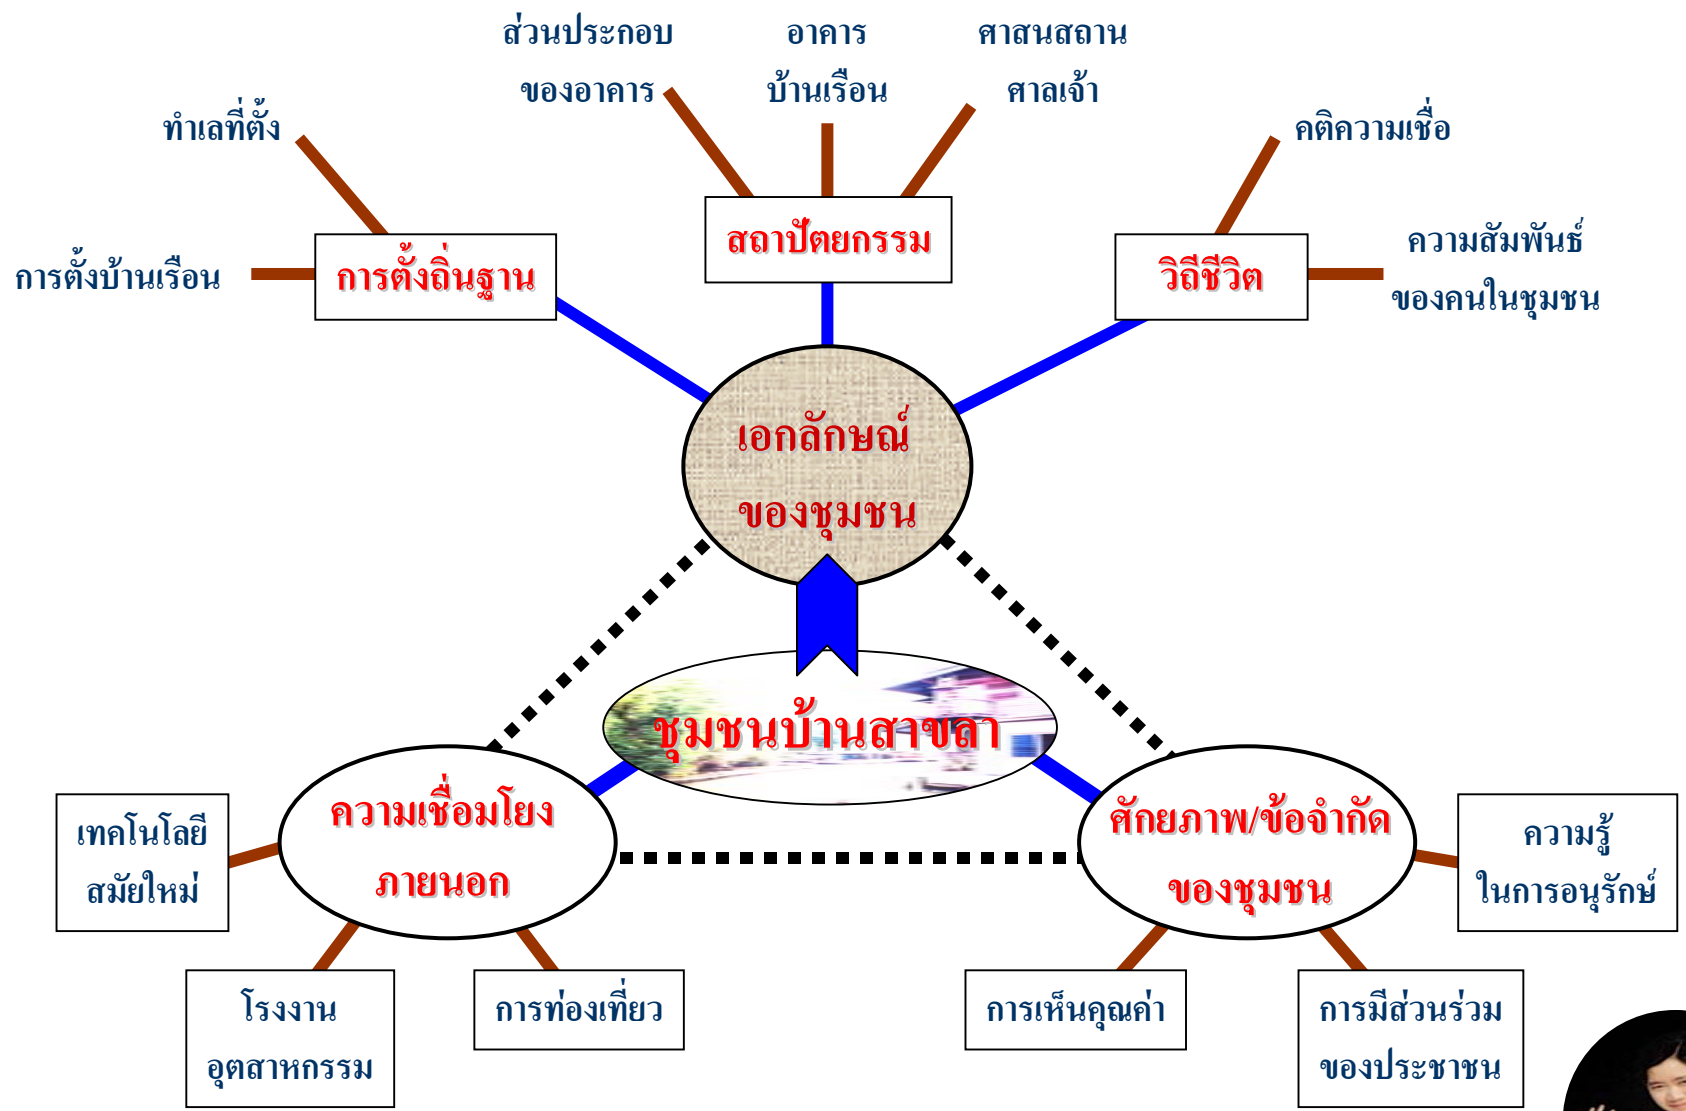 ส่วนประกอบ
ของอาคาร
อาคาร
บ้านเรือน
ศาสนสถาน
ศาลเจ้า
ทำเลที่ตั้ง
คติความเชื่อ
การตั้งบ้านเรือน
การตั้งถิ่นฐาน
สถาปัตยกรรม
วิถีชีวิต
ความสัมพันธ์
ของคนในชุมชน
เอกลักษณ์
ของชุมชน
ชุมชนบ้านสาขลา
ความเชื่อมโยง
ภายนอก
ศักยภาพ/ข้อจำกัด
ของชุมชน
เทคโนโลยี
สมัยใหม่
ความรู้
ในการอนุรักษ์
โรงงาน
อุตสาหกรรม
การท่องเที่ยว
การเห็นคุณค่า
การมีส่วนร่วม
ของประชาชน